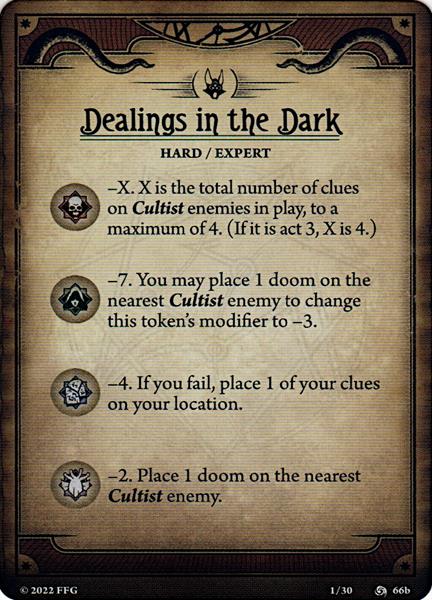 Dealings in the Dark
HARD / EXPERT
–X. X is the total number of clues
on Cultist enemies in play, to a
maximum of 4. (If it is act 3, X is 4.)
–7. You may place 1 doom on the
nearest Cultist enemy to change
this token's modifier to –3.
–4. If you fail, place 1 of your clues
on your location.
–2. Place 1 doom on the nearest
Cultist enemy.
© 2022 FFG 1/30 66b